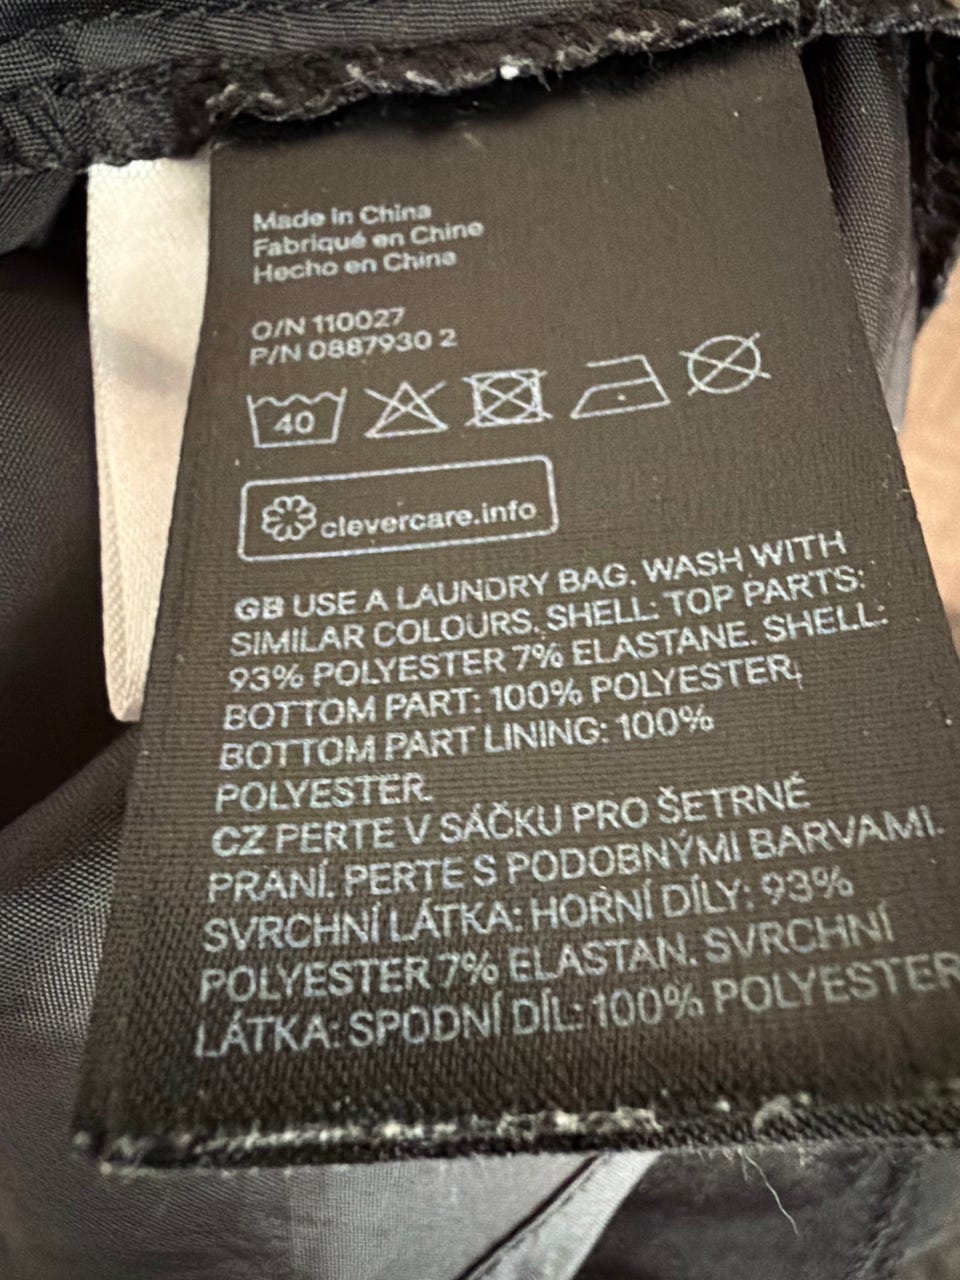 Made in China
Fabriqué en Chine
Hecho en China
O/N 110027
P/N 0887930 2
40
clevercare.info
GB USE A LAUNDRY BAG. WASH WITH
SIMILAR COLOURS. SHELL: TOP PARTS:
93% POLYESTER 7% ELASTANE. SHELL:
BOTTOM PART: 100% POLYESTER,
BOTTOM PART LINING: 100%
POLYESTER.
CZ PERTE V SÁČKU PRO ŠETRNÉ
PRANÍ. PERTE S PODOBNÝMI BARVAMI.
SVRCHNÍ LÁTKA: HORNÍ DÍLY: 93%
POLYESTER 7% ELASTAN. SVRCHNÍ
LÁTKA: SPODNÍ DÍL: 100% POLYESTER